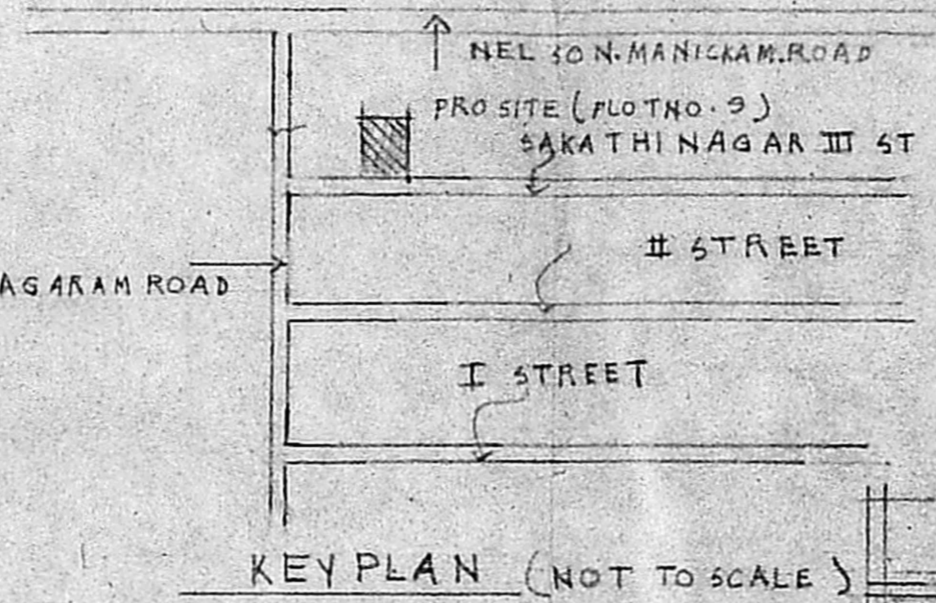 NELSON.MANICKAM.ROAD
PRO SITE (PLOT NO.9)
SAKATHI NAGAR III ST
II STREET
AGARAM ROAD
I STREET
KEY PLAN (NOT TO SCALE)